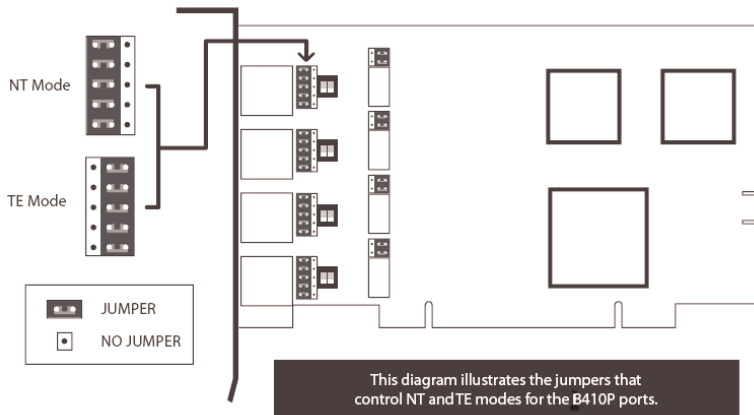 NT Mode
TE Mode
JUMPER
NO JUMPER
This diagram illustrates the jumpers that
control NT and TE modes for the B410P ports.